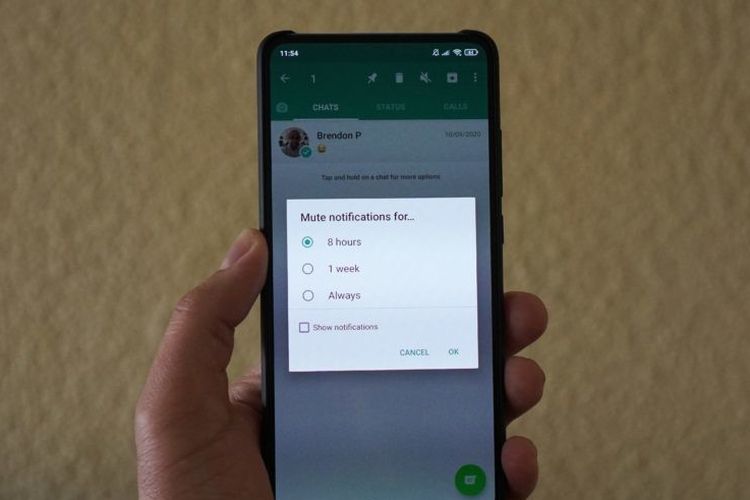 11:54
1
CHATS STATUS CALLS
Brendon P 10/09/2020
Tap and hold on a chat for more options
Mute notifications for...
8 hours
1 week
Always
Show notifications
CANCEL OK